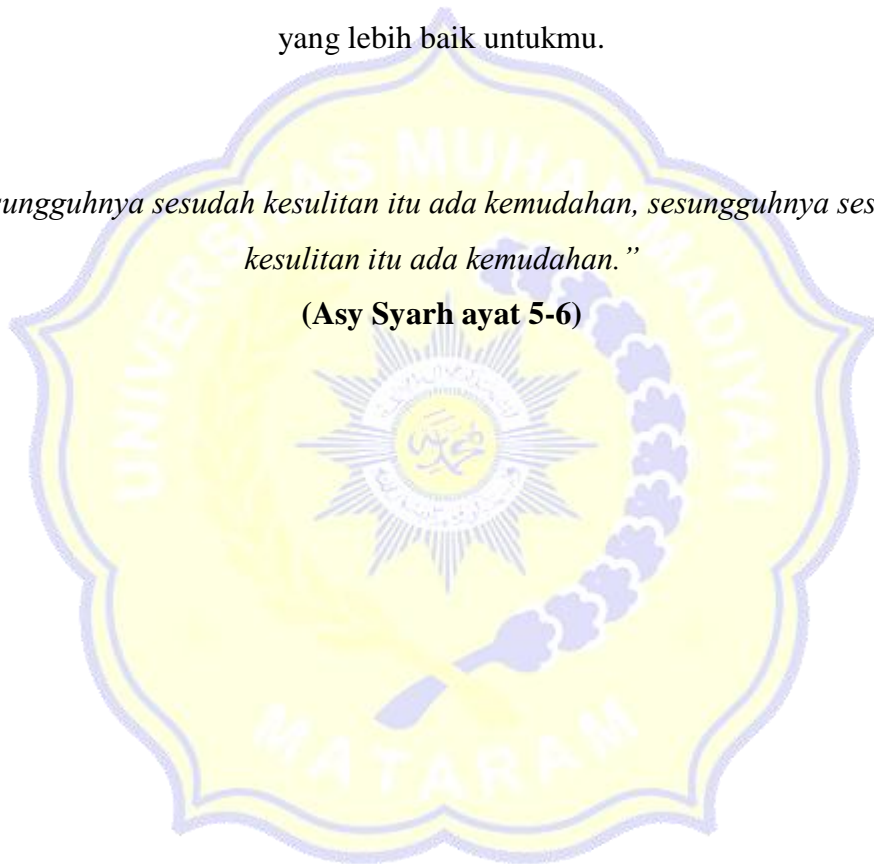 yang lebih baik untukmu.
UNIVERSITAS MUHAMMADIYAH
ungguhnya sesudah kesulitan itu ada kemudahan, sesungguhnya ses
kesulitan itu ada kemudahan.”
(Asy Syarh ayat 5-6)
MATARAM